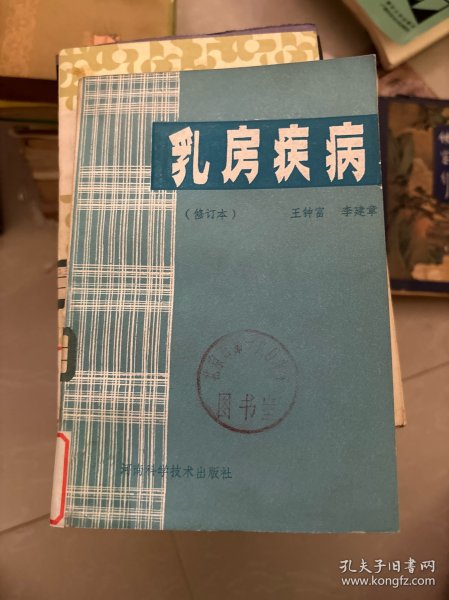 乳房疾病
（修订本） 王钟富 李建章
图书
河南科学技术出版社
孔夫子旧书网
www.kongfz.com